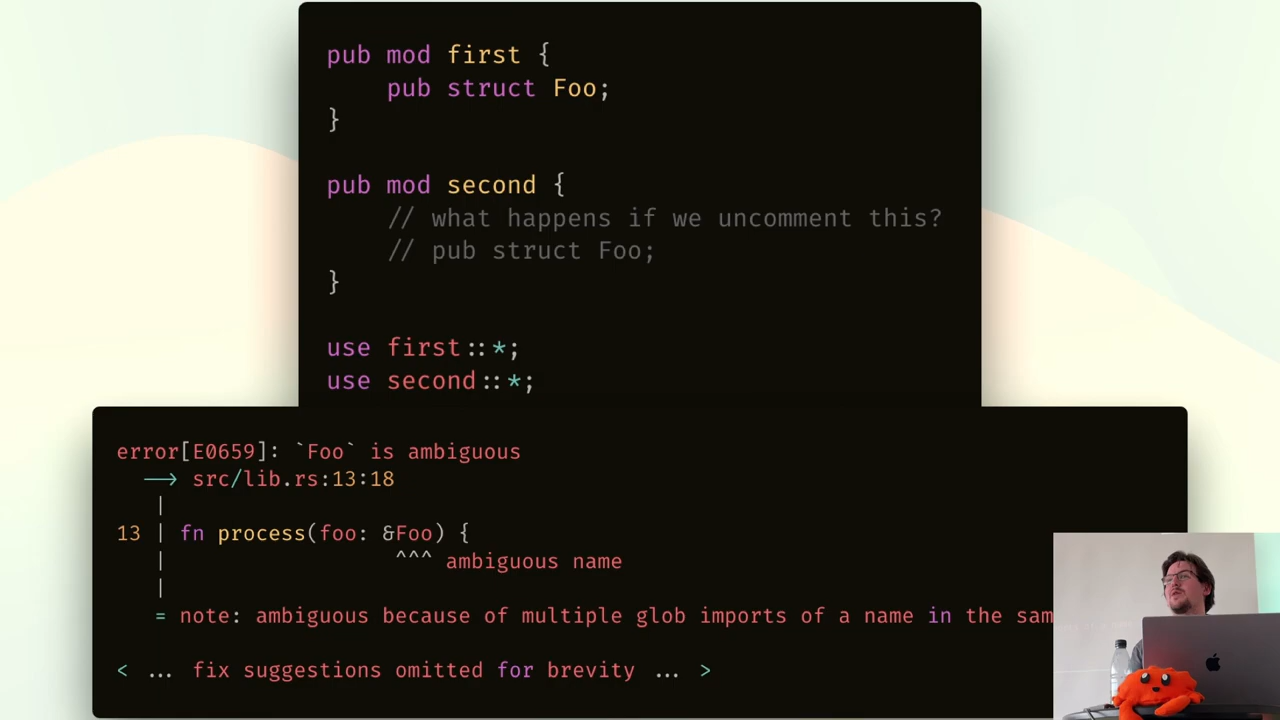 pub mod first {
    pub struct Foo;
}
pub mod second {
    // what happens if we uncomment this?
    // pub struct Foo;
}
use first::*;
use second::*;
error[E0659]: `Foo` is ambiguous
  --> src/lib.rs:13:18
   |
13 | fn process(foo: &Foo) {
   |                  ^^^ ambiguous name
   |
   = note: ambiguous because of multiple glob imports of a name in the sam
< ... fix suggestions omitted for brevity ... >